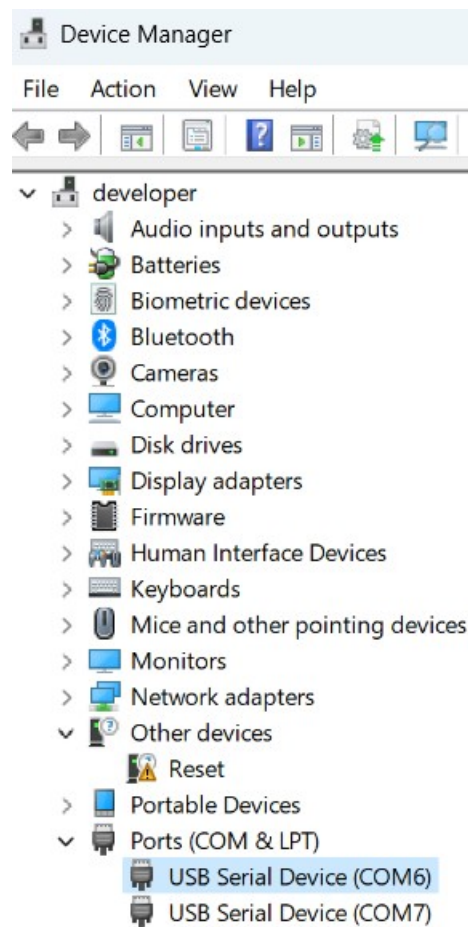 Device Manager
File Action View Help
developer
Audio inputs and outputs
Batteries
Biometric devices
Bluetooth
Cameras
Computer
Disk drives
Display adapters
Firmware
Human Interface Devices
Keyboards
Mice and other pointing devices
Monitors
Network adapters
Other devices
Reset
Portable Devices
Ports (COM & LPT)
USB Serial Device (COM6)
USB Serial Device (COM7)